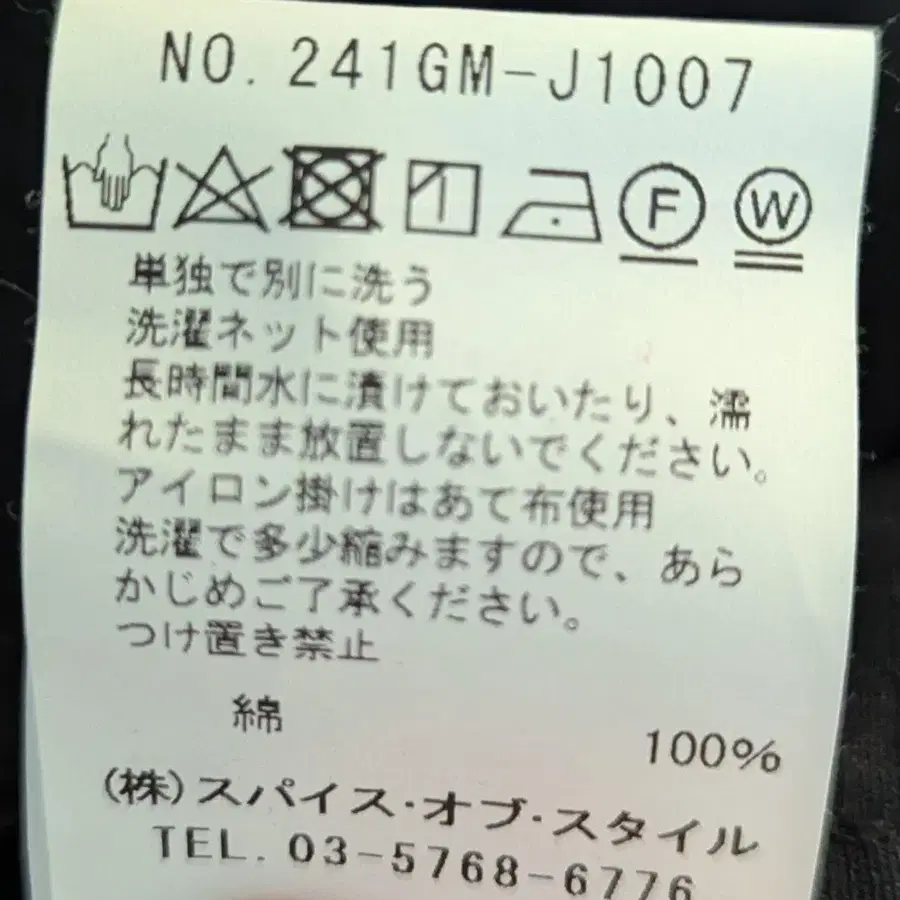 NO. 241GM-J1007
F W
単独で別に洗う
洗濯ネット使用
長時間水に漬けておいたり、濡
れたまま放置しないでください。
アイロン掛けはあて布使用
洗濯で多少縮みますので、あら
かじめご了承ください。
つけ置き禁止
綿 100%
(株)スパイス・オブ・スタイル
TEL. 03-5768-6776